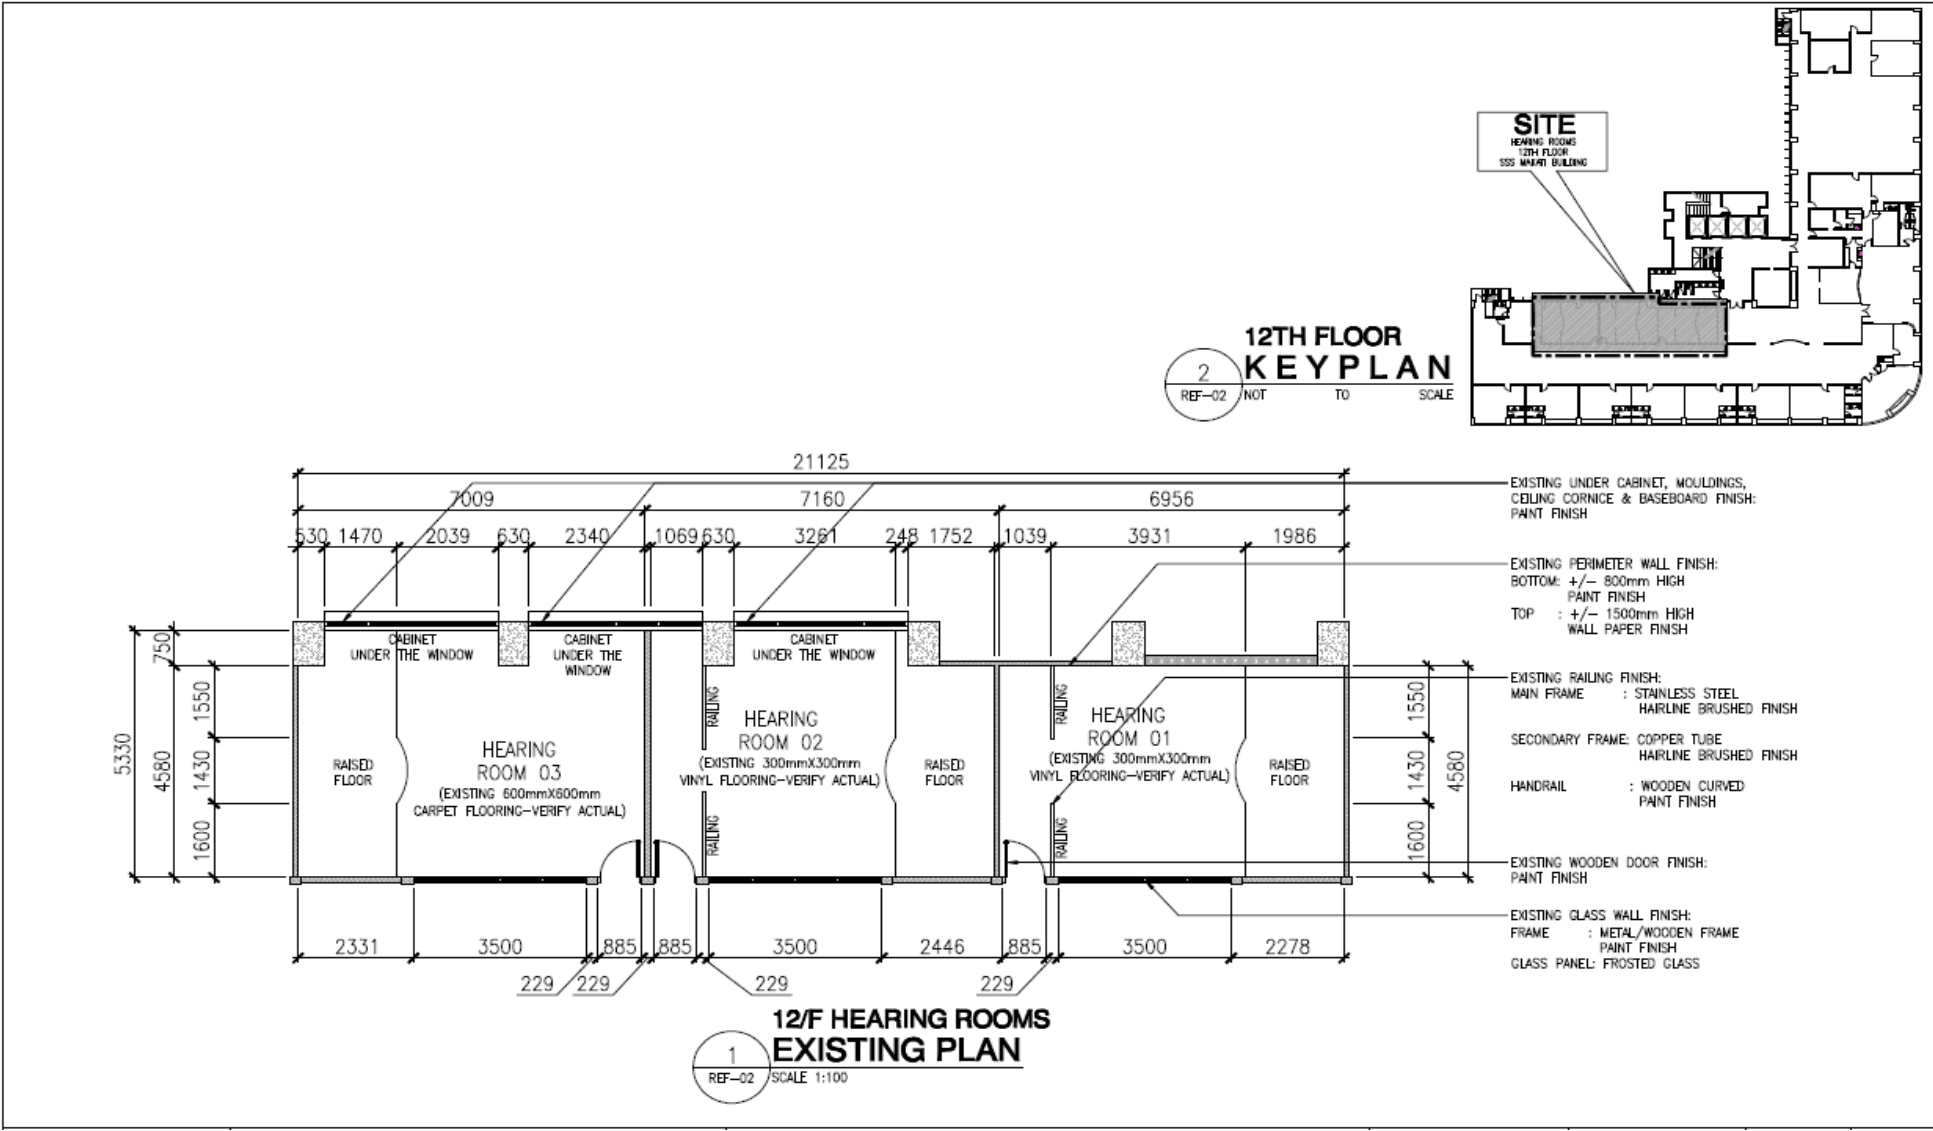 SITE
HEARING ROOMS
12TH FLOOR
SSS MAKATI BUILDING
12TH FLOOR
KEYPLAN
2
REF-02
NOT TO SCALE
21125
7009 7160 6956
530 1470 2039 630 2340 1069 630 3261 248 1752 1039 3931 1986
EXISTING UNDER CABINET, MOULDINGS,
CEILING CORNICE & BASEBOARD FINISH:
PAINT FINISH
EXISTING PERIMETER WALL FINISH:
BOTTOM: +/- 800mm HIGH
PAINT FINISH
TOP : +/- 1500mm HIGH
WALL PAPER FINISH
EXISTING RAILING FINISH:
MAIN FRAME : STAINLESS STEEL
HAIRLINE BRUSHED FINISH
SECONDARY FRAME: COPPER TUBE
HAIRLINE BRUSHED FINISH
HANDRAIL : WOODEN CURVED
PAINT FINISH
EXISTING WOODEN DOOR FINISH:
PAINT FINISH
EXISTING GLASS WALL FINISH:
FRAME : METAL/WOODEN FRAME
PAINT FINISH
GLASS PANEL: FROSTED GLASS
5330
750
4580
1550
1430
1600
CABINET
UNDER THE WINDOW
CABINET
UNDER THE
WINDOW
CABINET
UNDER THE WINDOW
RAISED
FLOOR
HEARING
ROOM 03
(EXISTING 600mmX600mm
CARPET FLOORING-VERIFY ACTUAL)
RAILING
RAILING
HEARING
ROOM 02
(EXISTING 300mmX300mm
VINYL FLOORING-VERIFY ACTUAL)
RAISED
FLOOR
RAILING
RAILING
HEARING
ROOM 01
(EXISTING 300mmX300mm
VINYL FLOORING-VERIFY ACTUAL)
RAISED
FLOOR
1550
1430
1600
4580
2331 3500 885 885 3500 2446 885 3500 2278
229 229 229 229
12/F HEARING ROOMS
EXISTING PLAN
1
REF-02
SCALE 1:100